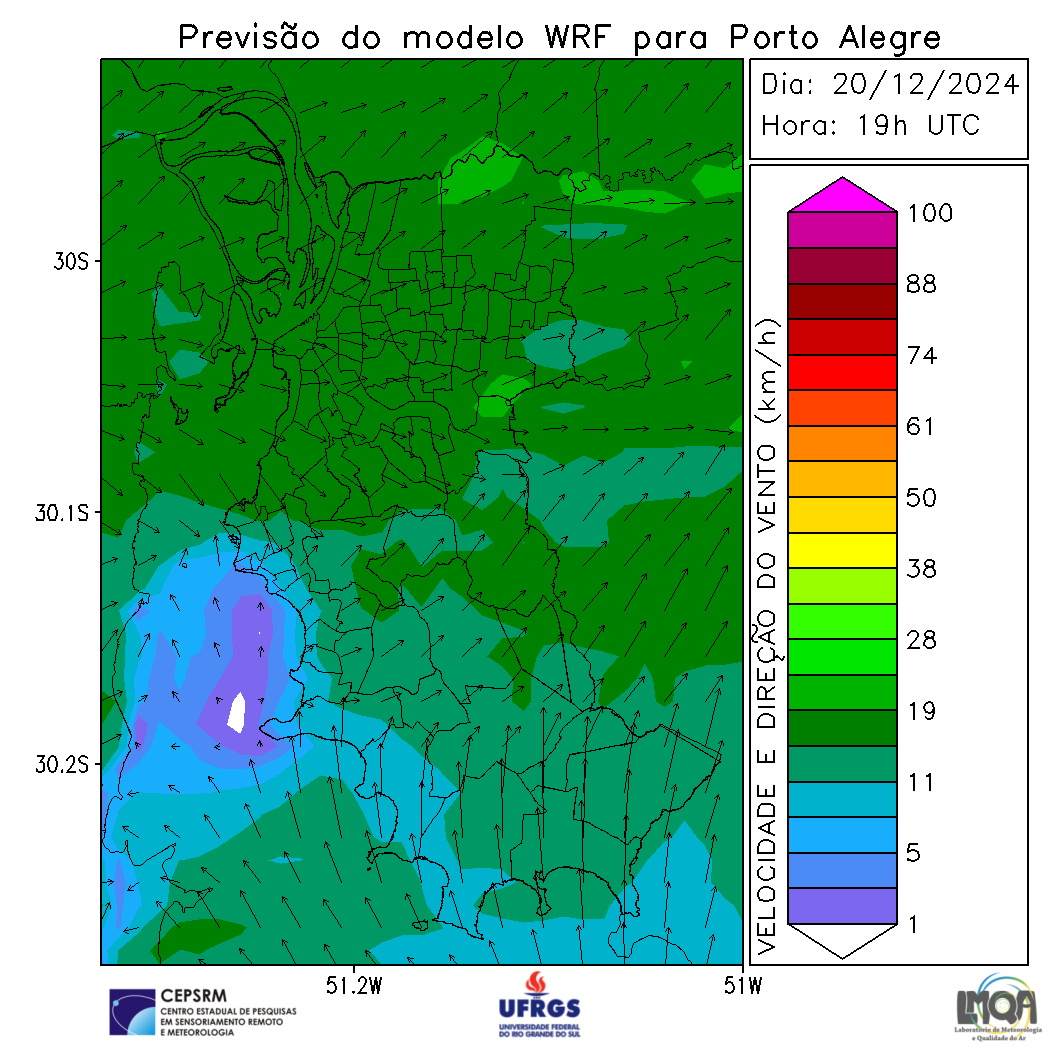 Previsão do modelo WRF para Porto Alegre
Dia: 20/12/2024
Hora: 19h UTC
30S
30.1S
30.2S
51.2W
51W
VELOCIDADE E DIREÇÃO DO VENTO (km/h)
100
88
74
61
50
38
28
19
11
5
1
CEPSRM
CENTRO ESTADUAL DE PESQUISAS
EM SENSORIAMENTO REMOTO
E METEOROLOGIA
UFRGS
UNIVERSIDADE FEDERAL
DO RIO GRANDE DO SUL
LMQA
Laboratório de Meteorologia
e Qualidade do Ar